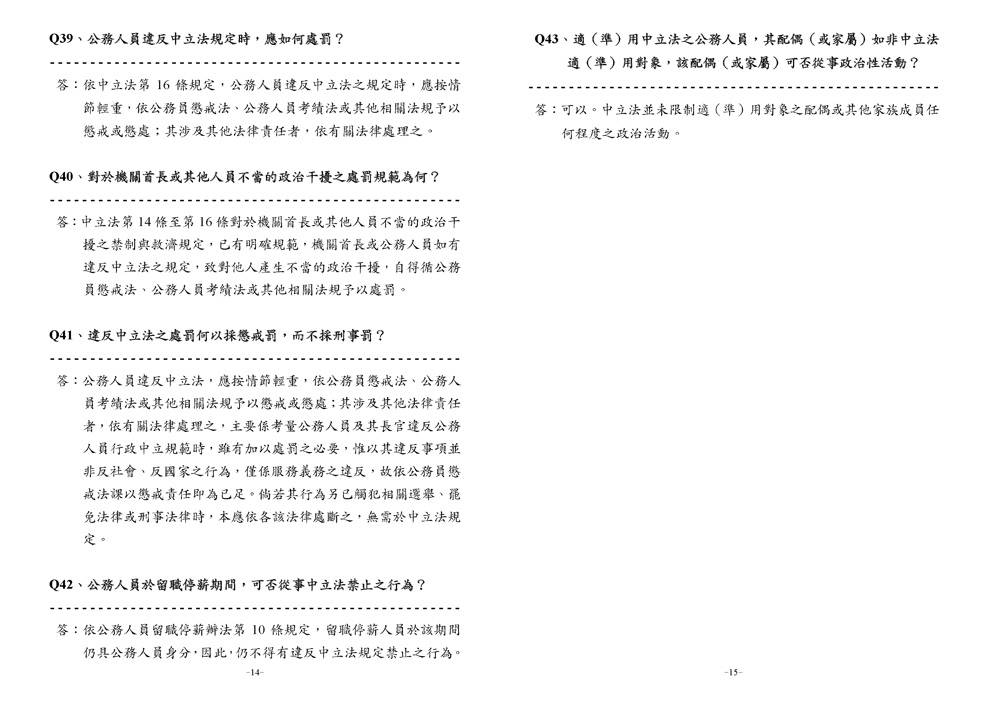 Q39、公務人員違反中立法規定時，應如何處罰？
答：依中立法第 16 條規定，公務人員違反中立法之規定時，應按情
節輕重，依公務員懲戒法、公務人員考績法或其他相關法規予以
懲戒或懲處；其涉及其他法律責任者，依有關法律處理之。
Q40、對於機關首長或其他人員不當的政治干擾之處罰規範為何？
答：中立法第 14 條至第 16 條對於機關首長或其他人員不當的政治干
擾之禁制與救濟規定，已有明確規範，機關首長或公務人員如有
違反中立法之規定，致對他人產生不當的政治干擾，自得循公務
員懲戒法、公務人員考績法或其他相關法規予以處罰。
Q41、違反中立法之處罰何以採懲戒罰，而不採刑事罰？
答：公務人員違反中立法，應按情節輕重，依公務員懲戒法、公務人
員考績法或其他相關法規予以懲戒或懲處；其涉及其他法律責任
者，依有關法律處理之，主要係考量公務人員及其長官違反公務
人員行政中立規範時，雖有加以處罰之必要，惟以其違反事項並
非反社會、反國家之行為，僅係服務義務之違反，故依公務員懲
戒法課以懲戒責任即為已足。倘若其行為另已觸犯相關選舉、罷
免法律或刑事法律時，本應依各該法律處斷之，無需於中立法規
定。
Q42、公務人員於留職停薪期間，可否從事中立法禁止之行為？
答：依公務人員留職停薪辦法第 10 條規定，留職停薪人員於該期間
仍具公務人員身分，因此，仍不得有違反中立法規定禁止之行為。
-14-
Q43、適（準）用中立法之公務人員，其配偶（或家屬）如非中立法
適（準）用對象，該配偶（或家屬）可否從事政治性活動？
答：可以。中立法並未限制適（準）用對象之配偶或其他家族成員任
何程度之政治活動。
-15-